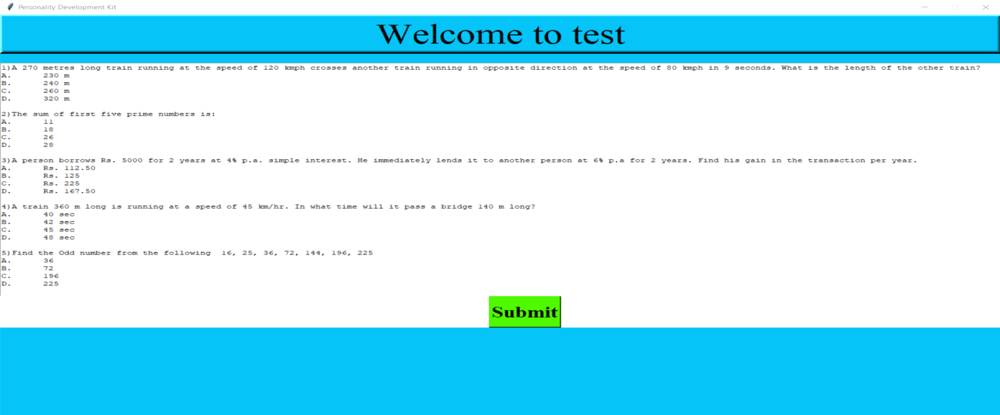 Personality Development Kit
Welcome to test
1)A 270 metres long train running at the speed of 120 kmph crosses another train running in opposite direction at the speed of 80 kmph in 9 seconds. What is the length of the other train?
A. 230 m
B. 240 m
C. 260 m
D. 320 m
2)The sum of first five prime numbers is:
A. 11
B. 18
C. 26
D. 28
3)A person borrows Rs. 5000 for 2 years at 4% p.a. simple interest. He immediately lends it to another person at 6% p.a for 2 years. Find his gain in the transaction per year.
A. Rs. 112.50
B. Rs. 125
C. Rs. 225
D. Rs. 167.50
4)A train 360 m long is running at a speed of 45 km/hr. In what time will it pass a bridge 140 m long?
A. 40 sec
B. 42 sec
C. 45 sec
D. 48 sec
5)Find the Odd number from the following  16, 25, 36, 72, 144, 196, 225
A. 36
B. 72
C. 196
D. 225
Submit